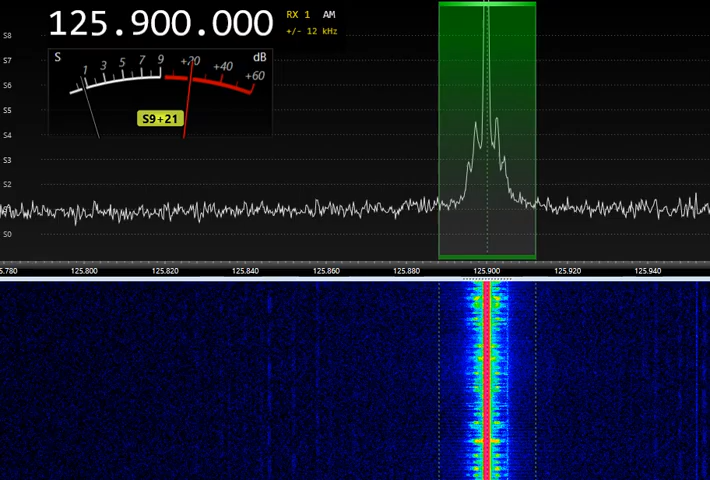 125.900.000
RX 1 AM
+/- 12 kHz
S dB
1 3 5 7 9 +20 +40 +60
S9+21
S8
S7
S6
S5
S4
S3
S2
S0
5.780 125.800 125.820 125.840 125.860 125.880 125.900 125.920 125.940